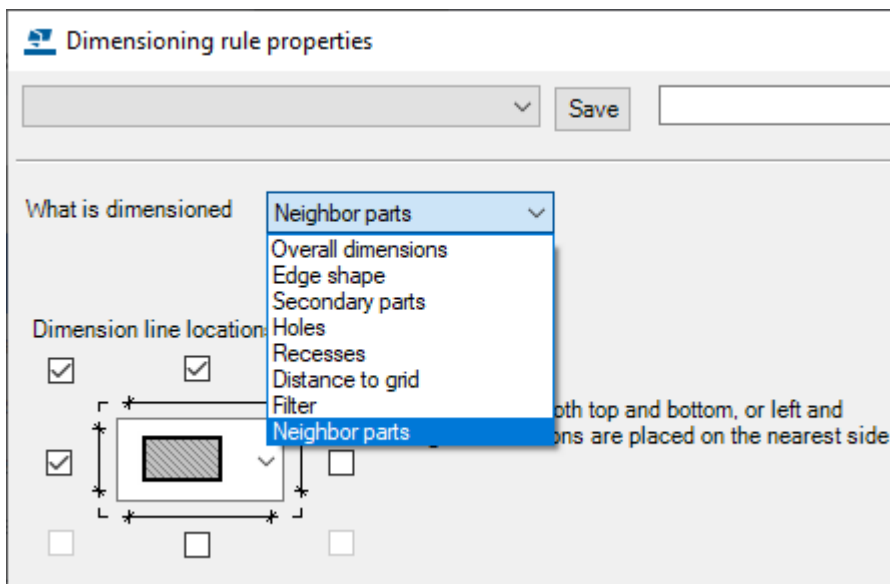 Dimensioning rule properties
Save
What is dimensioned
Neighbor parts
Overall dimensions
Edge shape
Secondary parts
Holes
Recesses
Distance to grid
Filter
Neighbor parts
Dimension line location
oth top and bottom, or left and
ons are placed on the nearest side